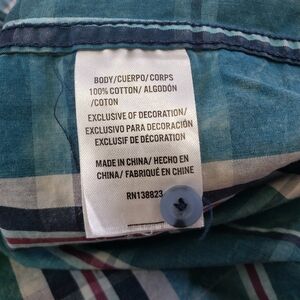 BODY/CUERPO/CORPS
100% COTTON/ ALGODÓN
/COTON
EXCLUSIVE OF DECORATION/
EXCLUSIVO PARA DECORACIÓN
EXCLUSIF DE DÉCORATION
MADE IN CHINA/ HECHO EN
CHINA/ FABRIQUÉ EN CHINE
RN138823